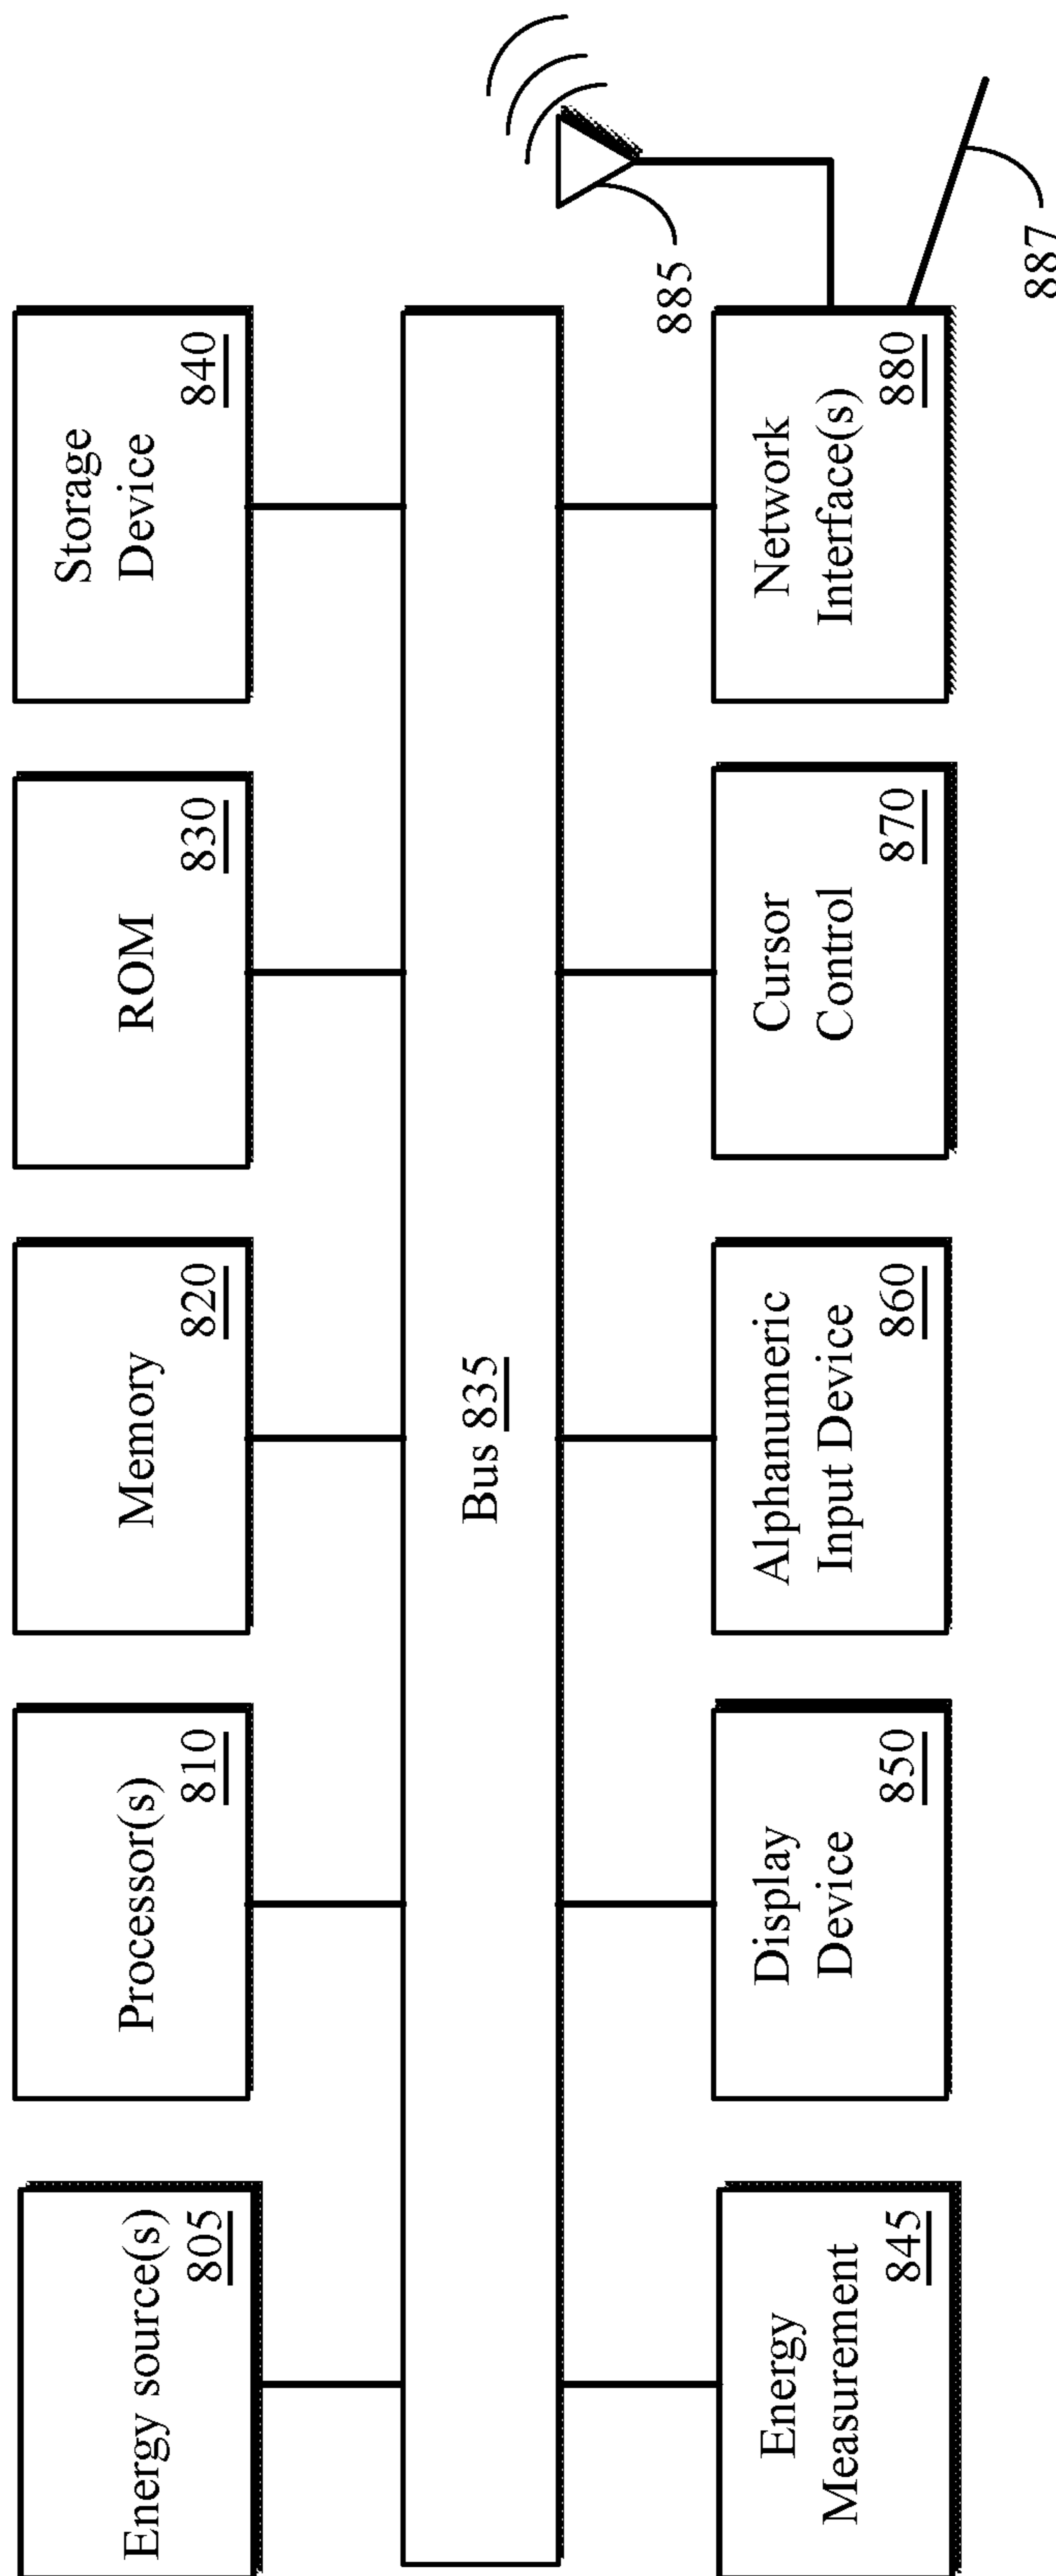 Energy source(s)
805
Processor(s)
810
Memory
820
ROM
830
Storage
Device
840
Bus 835
Energy
Measurement
845
Display
Device
850
Alphanumeric
Input Device
860
Cursor
Control
870
Network
Interface(s)
880
885
887